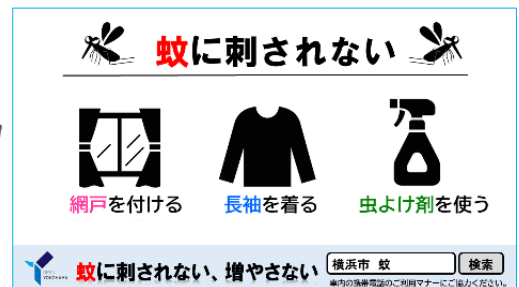 蚊に刺されない
網戸を付ける
長袖を着る
虫よけ剤を使う
蚊に刺されない、増やさない
横浜市 蚊
検索
車内の携帯電話のご利用マナーにご協力ください。